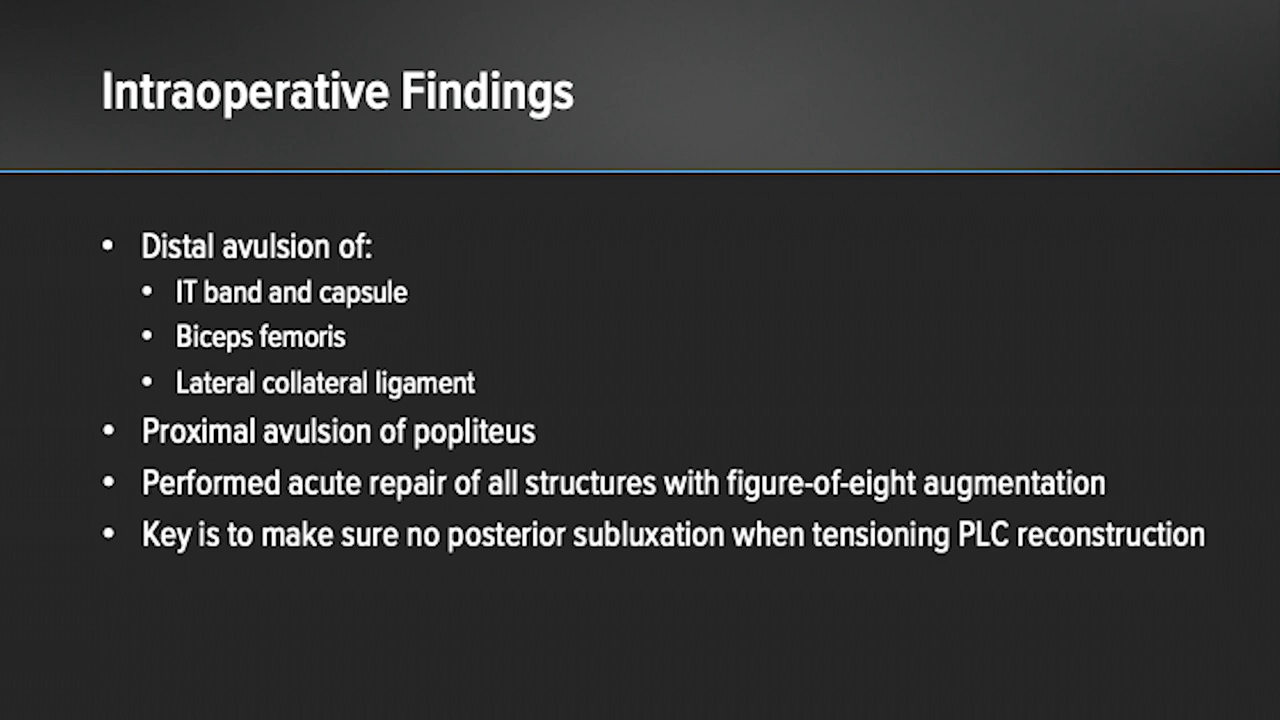 Intraoperative Findings
• Distal avulsion of:
• IT band and capsule
• Biceps femoris
• Lateral collateral ligament
• Proximal avulsion of popliteus
• Performed acute repair of all structures with figure-of-eight augmentation
• Key is to make sure no posterior subluxation when tensioning PLC reconstruction